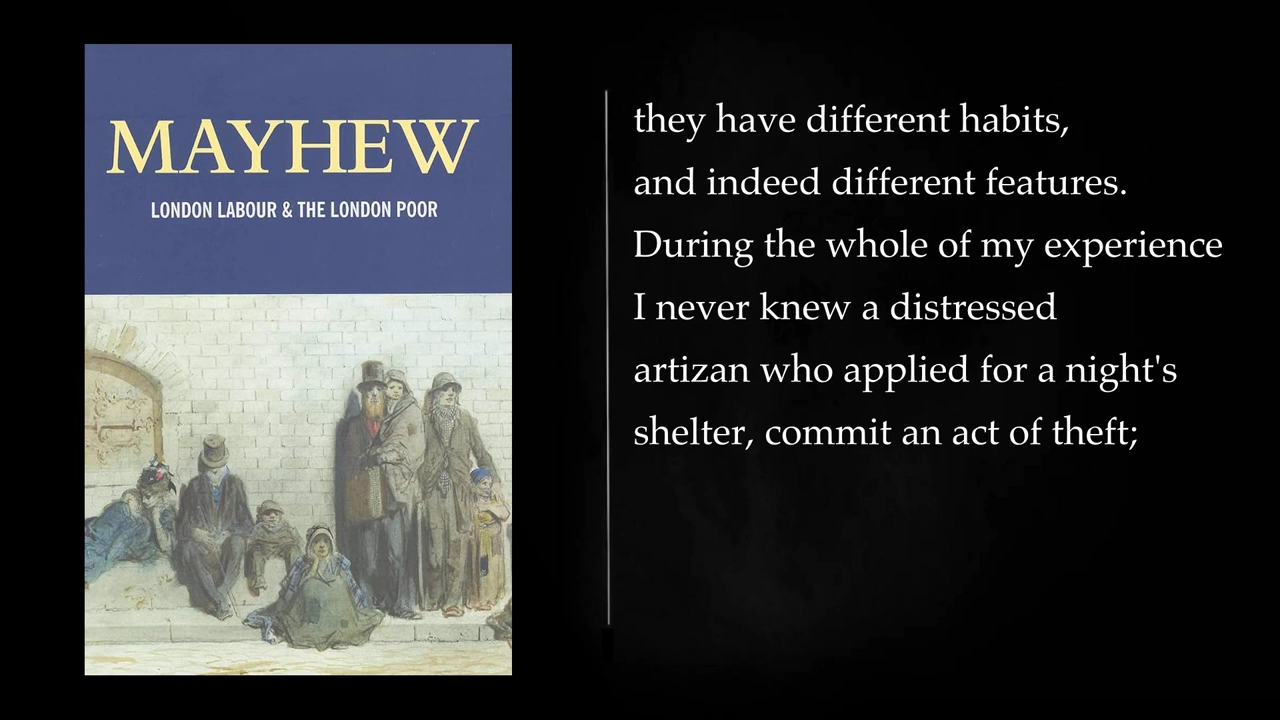 MAYHEW
LONDON LABOUR & THE LONDON POOR
they have different habits,
and indeed different features.
During the whole of my experience
I never knew a distressed
artizan who applied for a night's
shelter, commit an act of theft;